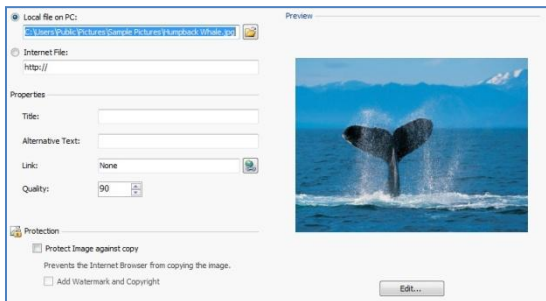 Local file on PC:
C:\Users\Public\Pictures\Sample Pictures\Humpback Whale.jpg
Internet File:
http://
Properties
Title:
Alternative Text:
Link: None
Quality: 90
Protection
Protect Image against copy
Prevents the Internet Browser from copying the image.
Add Watermark and Copyright
Preview
Edit...